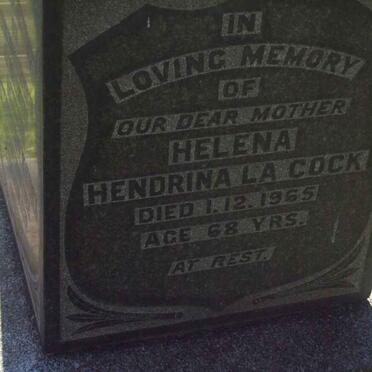 IN
LOVING MEMORY
OF
OUR DEAR MOTHER
HELENA
HENDRINA LA COCK
DIED 1.12.1965
AGE 68 YRS.
AT REST.